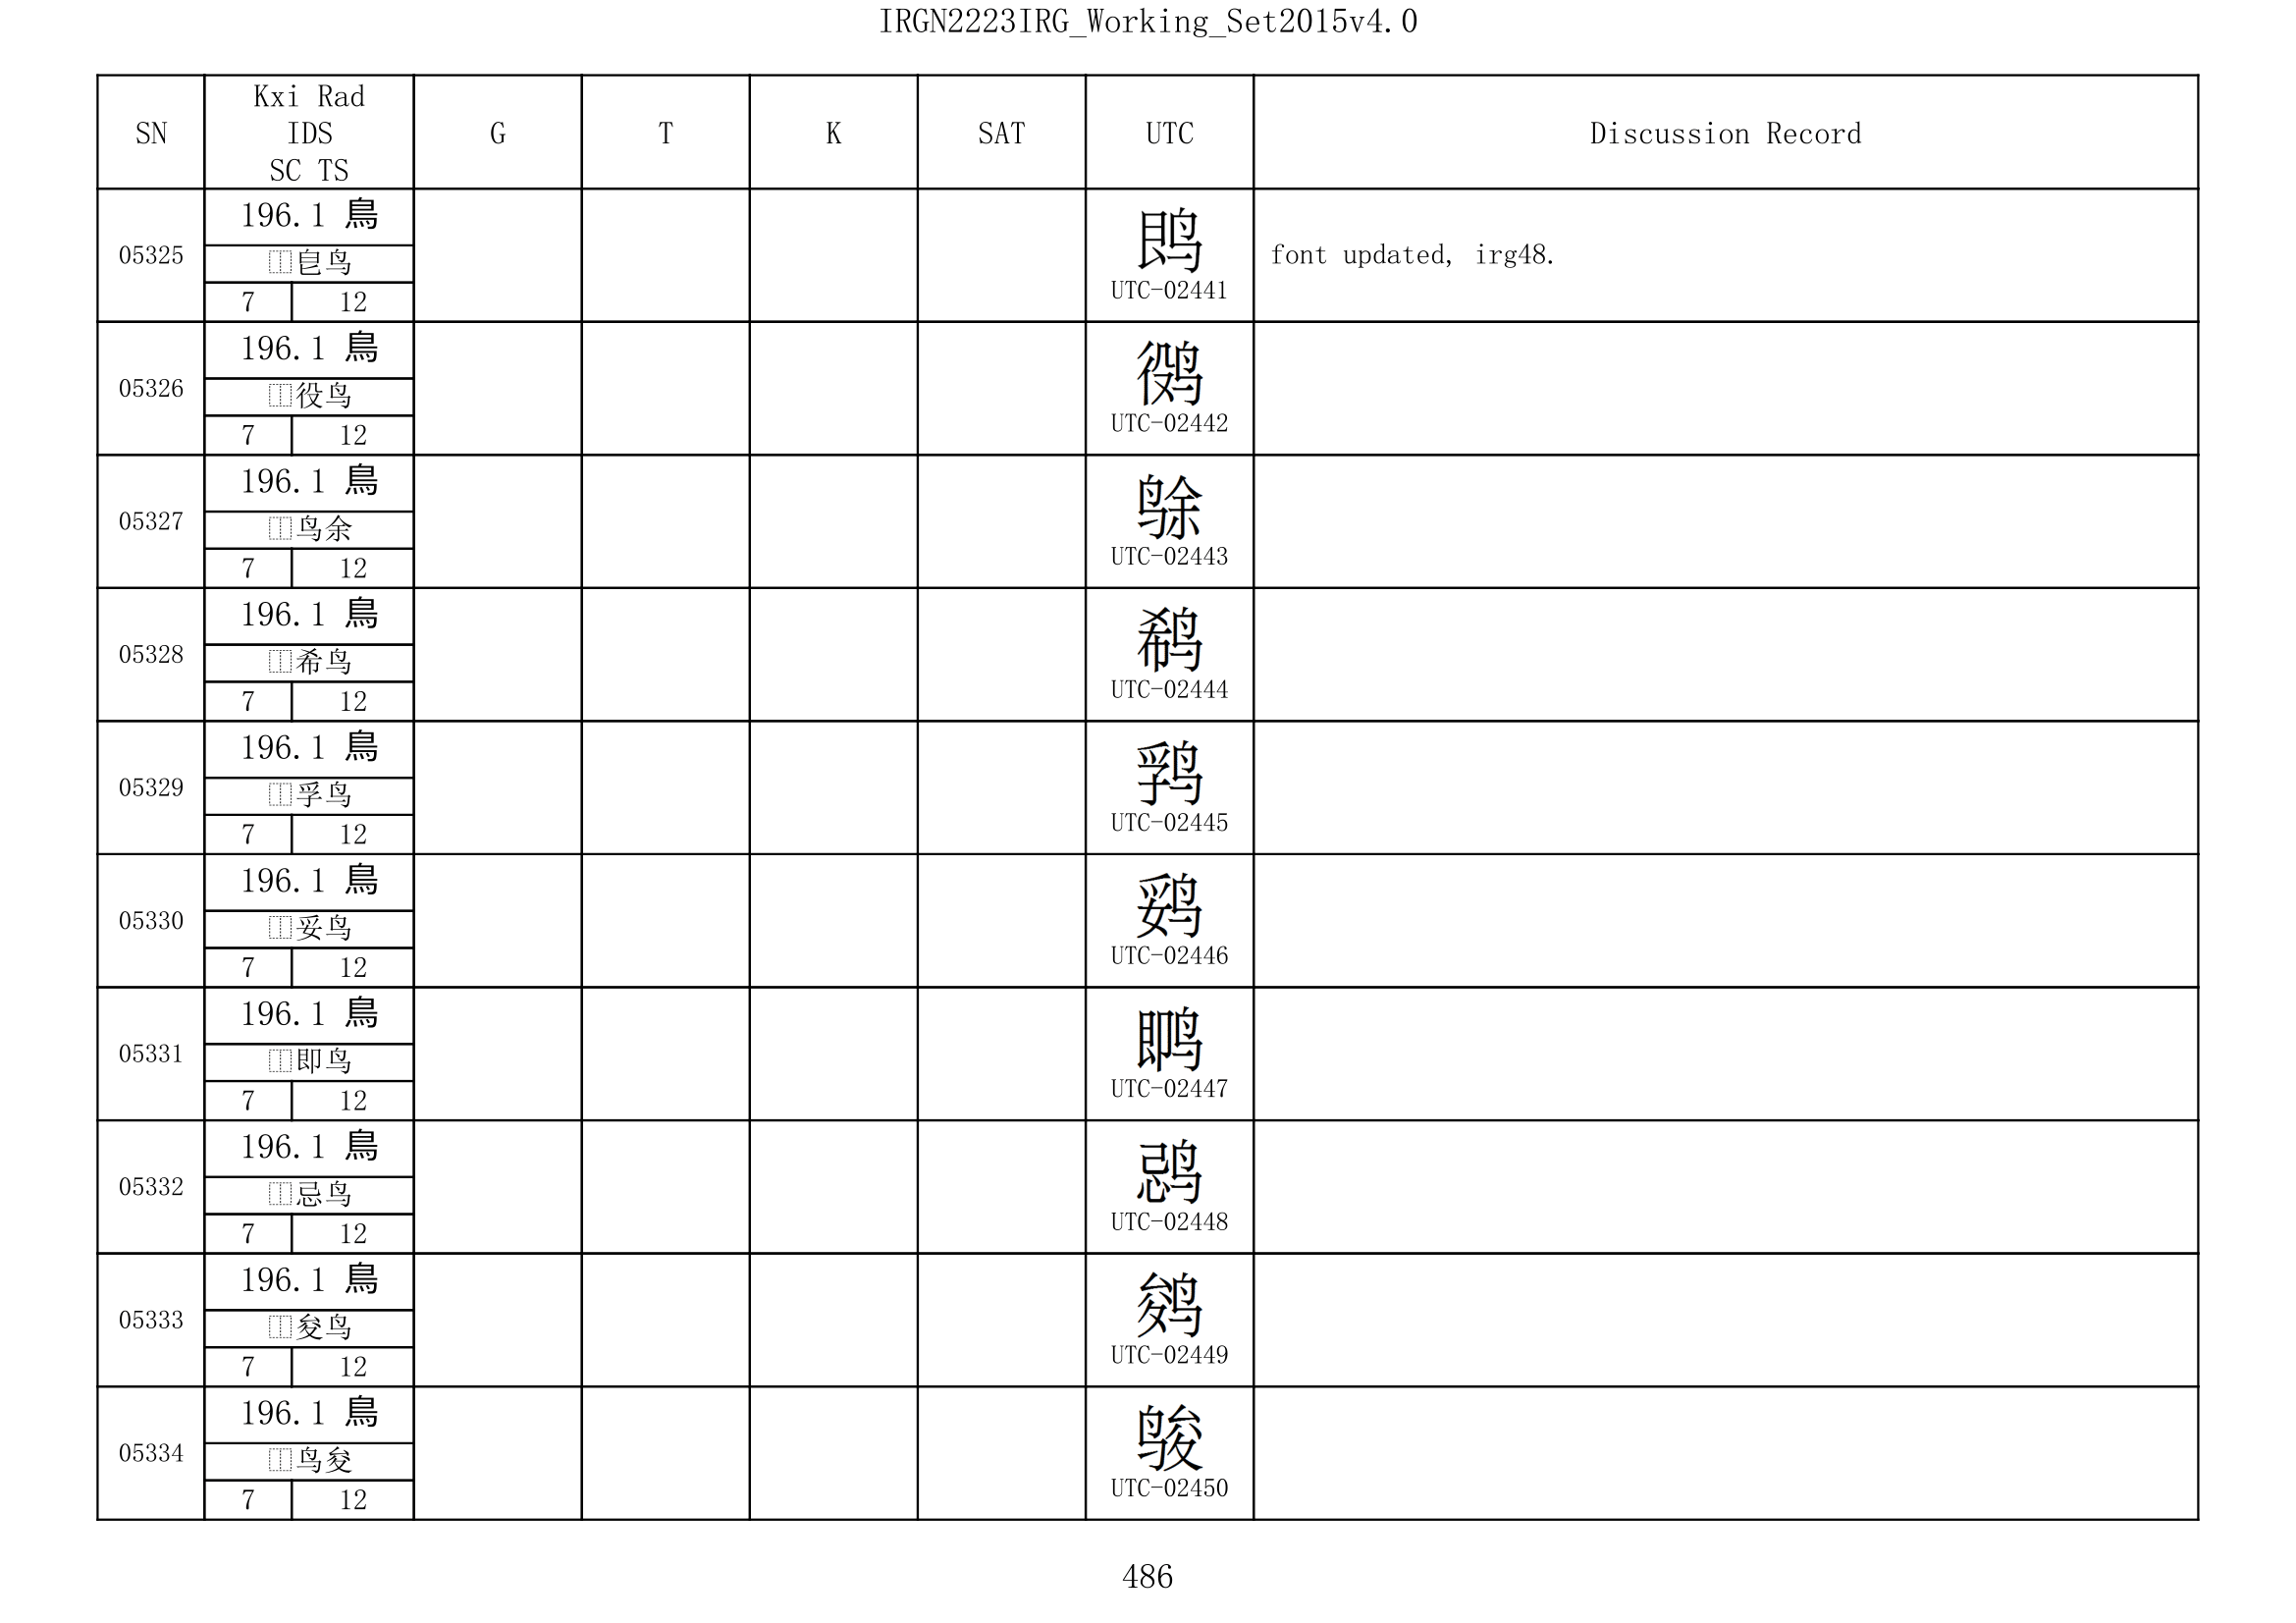 IRGN2223IRG_Working_Set2015v4.0
SN
Kxi Rad
IDS
SC TS
G
T
K
SAT
UTC
Discussion Record
05325
196.1 鳥
⿰皀鸟
7 12
UTC-02441
font updated, irg48.
05326
196.1 鳥
⿰役鸟
7 12
UTC-02442
05327
196.1 鳥
⿰鸟余
7 12
UTC-02443
05328
196.1 鳥
⿰希鸟
7 12
UTC-02444
05329
196.1 鳥
⿰孚鸟
7 12
UTC-02445
05330
196.1 鳥
⿰妥鸟
7 12
UTC-02446
05331
196.1 鳥
⿰即鸟
7 12
UTC-02447
05332
196.1 鳥
⿰忌鸟
7 12
UTC-02448
05333
196.1 鳥
⿰夋鸟
7 12
UTC-02449
05334
196.1 鳥
⿰鸟夋
7 12
UTC-02450
486